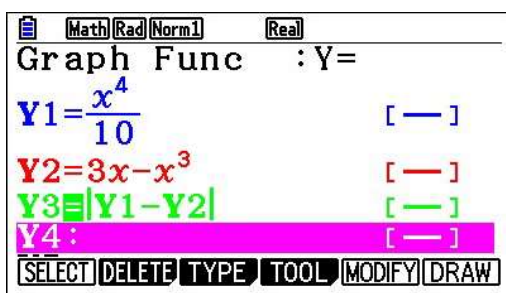 Math Rad Norm1 Real
Graph Func :Y=
Y1=x⁴/10 [—]
Y2=3x-x³ [—]
Y3=|Y1-Y2| [—]
Y4: [—]
SELECT DELETE TYPE TOOL MODIFY DRAW